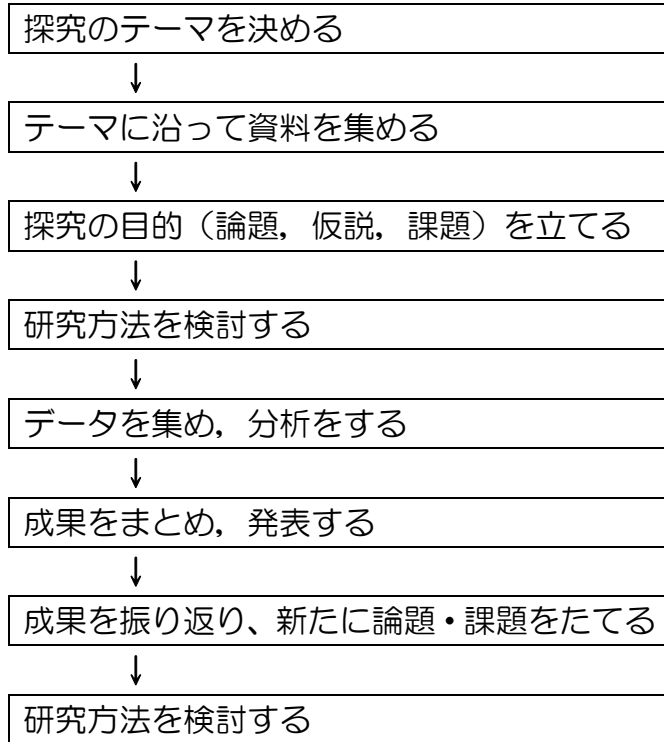 探究のテーマを決める
↓
テーマに沿って資料を集める
↓
探究の目的（論題，仮説，課題）を立てる
↓
研究方法を検討する
↓
データを集め，分析をする
↓
成果をまとめ，発表する
↓
成果を振り返り、新たに論題・課題をたてる
↓
研究方法を検討する